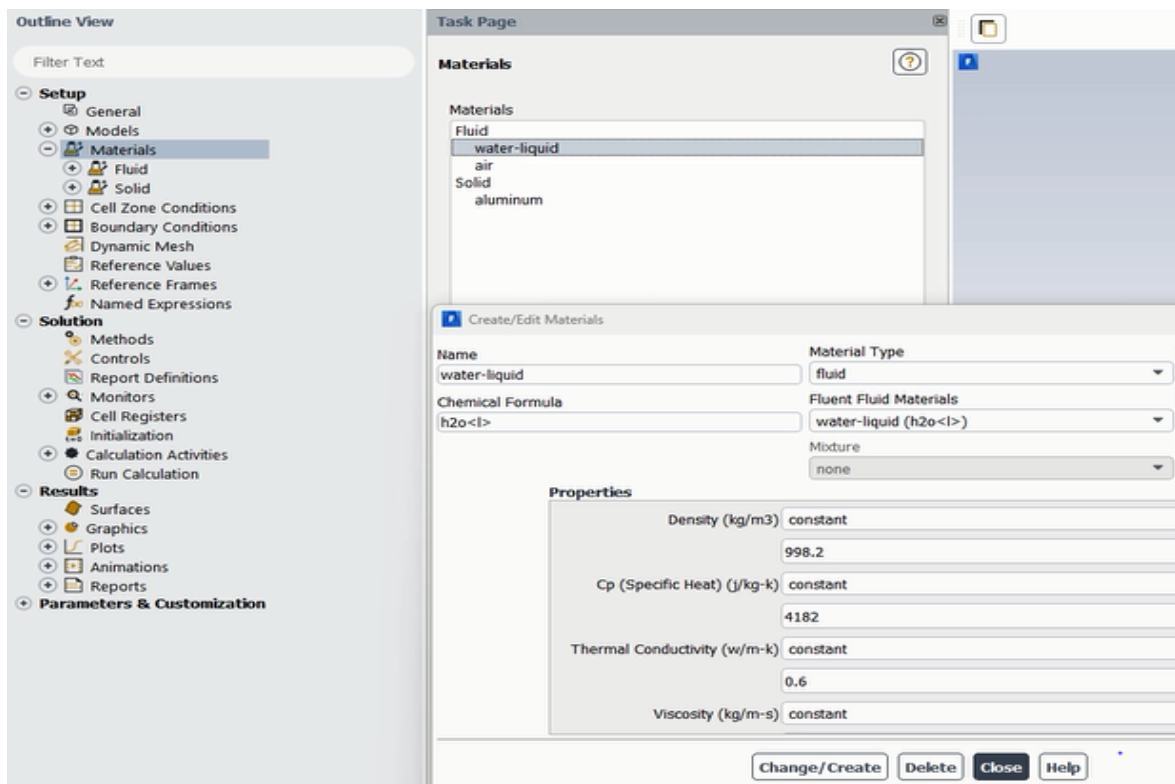 Outline View
Filter Text
Setup
General
Models
Materials
Fluid
Solid
Cell Zone Conditions
Boundary Conditions
Dynamic Mesh
Reference Values
Reference Frames
Named Expressions
Solution
Methods
Controls
Report Definitions
Monitors
Cell Registers
Initialization
Calculation Activities
Run Calculation
Results
Surfaces
Graphics
Plots
Animations
Reports
Parameters & Customization
Task Page
Materials
Materials
Fluid
water-liquid
air
Solid
aluminum
Create/Edit Materials
Name
water-liquid
Chemical Formula
h2o<l>
Material Type
fluid
Fluent Fluid Materials
water-liquid (h2o<l>)
Mixture
none
Properties
Density (kg/m3) constant
998.2
Cp (Specific Heat) (j/kg-k) constant
4182
Thermal Conductivity (w/m-k) constant
0.6
Viscosity (kg/m-s) constant
Change/Create Delete Close Help